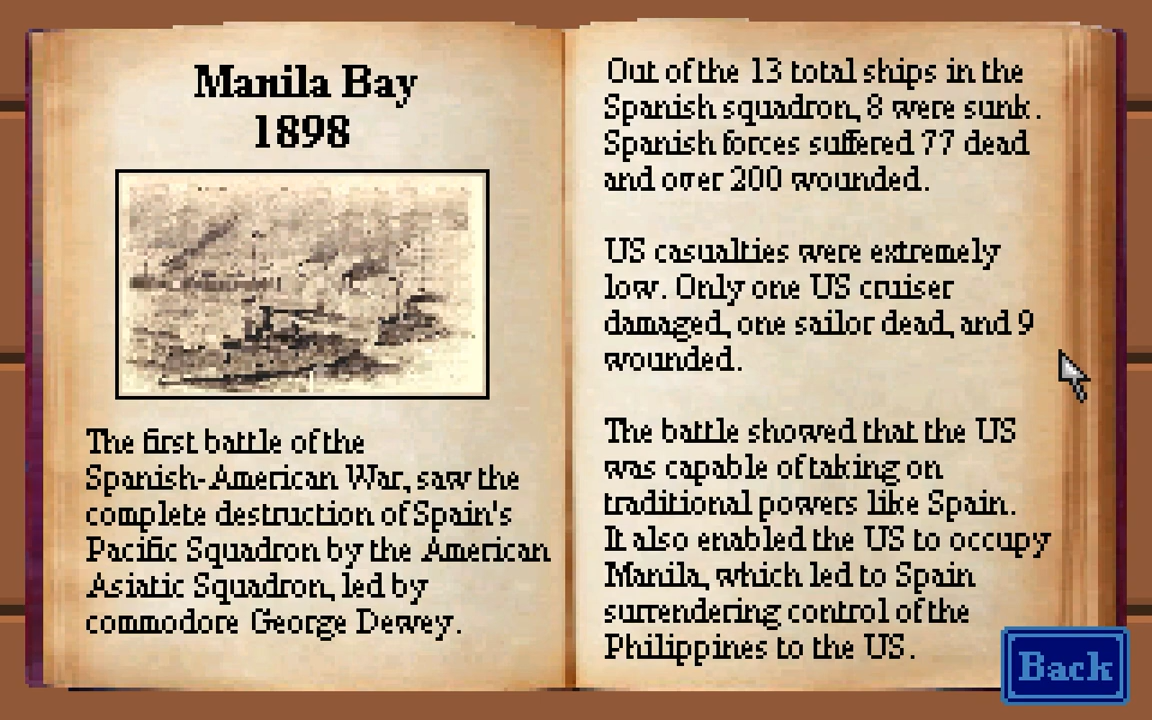 Manila Bay
1898
The first battle of the
Spanish-American War, saw the
complete destruction of Spain's
Pacific Squadron by the American
Asiatic Squadron, led by
commodore George Dewey.
Out of the 13 total ships in the
Spanish squadron, 8 were sunk.
Spanish forces suffered 77 dead
and over 200 wounded.
US casualties were extremely
low. Only one US cruiser
damaged, one sailor dead, and 9
wounded.
The battle showed that the US
was capable of taking on
traditional powers like Spain.
It also enabled the US to occupy
Manila, which led to Spain
surrendering control of the
Philippines to the US.
Back